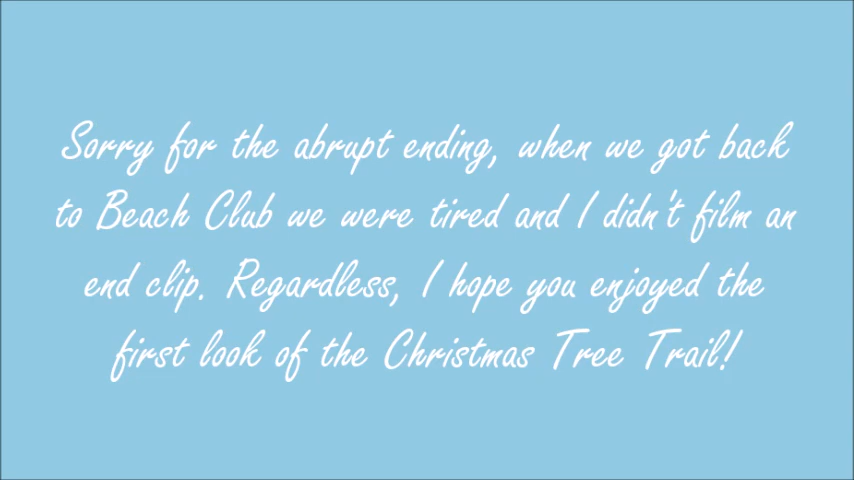 Sorry for the abrupt ending, when we got back
to Beach Club we were tired and I didn't film an
end clip. Regardless, I hope you enjoyed the
first look of the Christmas Tree Trail!